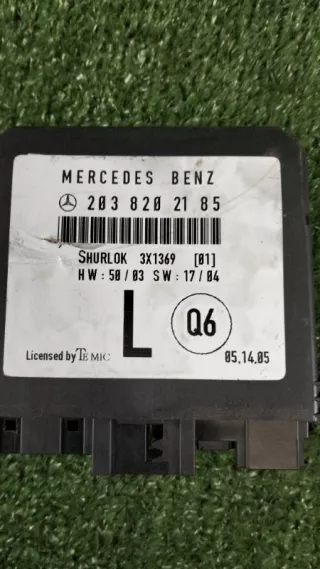 MERCEDES BENZ
203 820 21 85
SHURLOK 3X1369 [01]
HW : 50 / 03 SW : 17 / 04
L Q6
Licensed by TEMIC 05.14.05